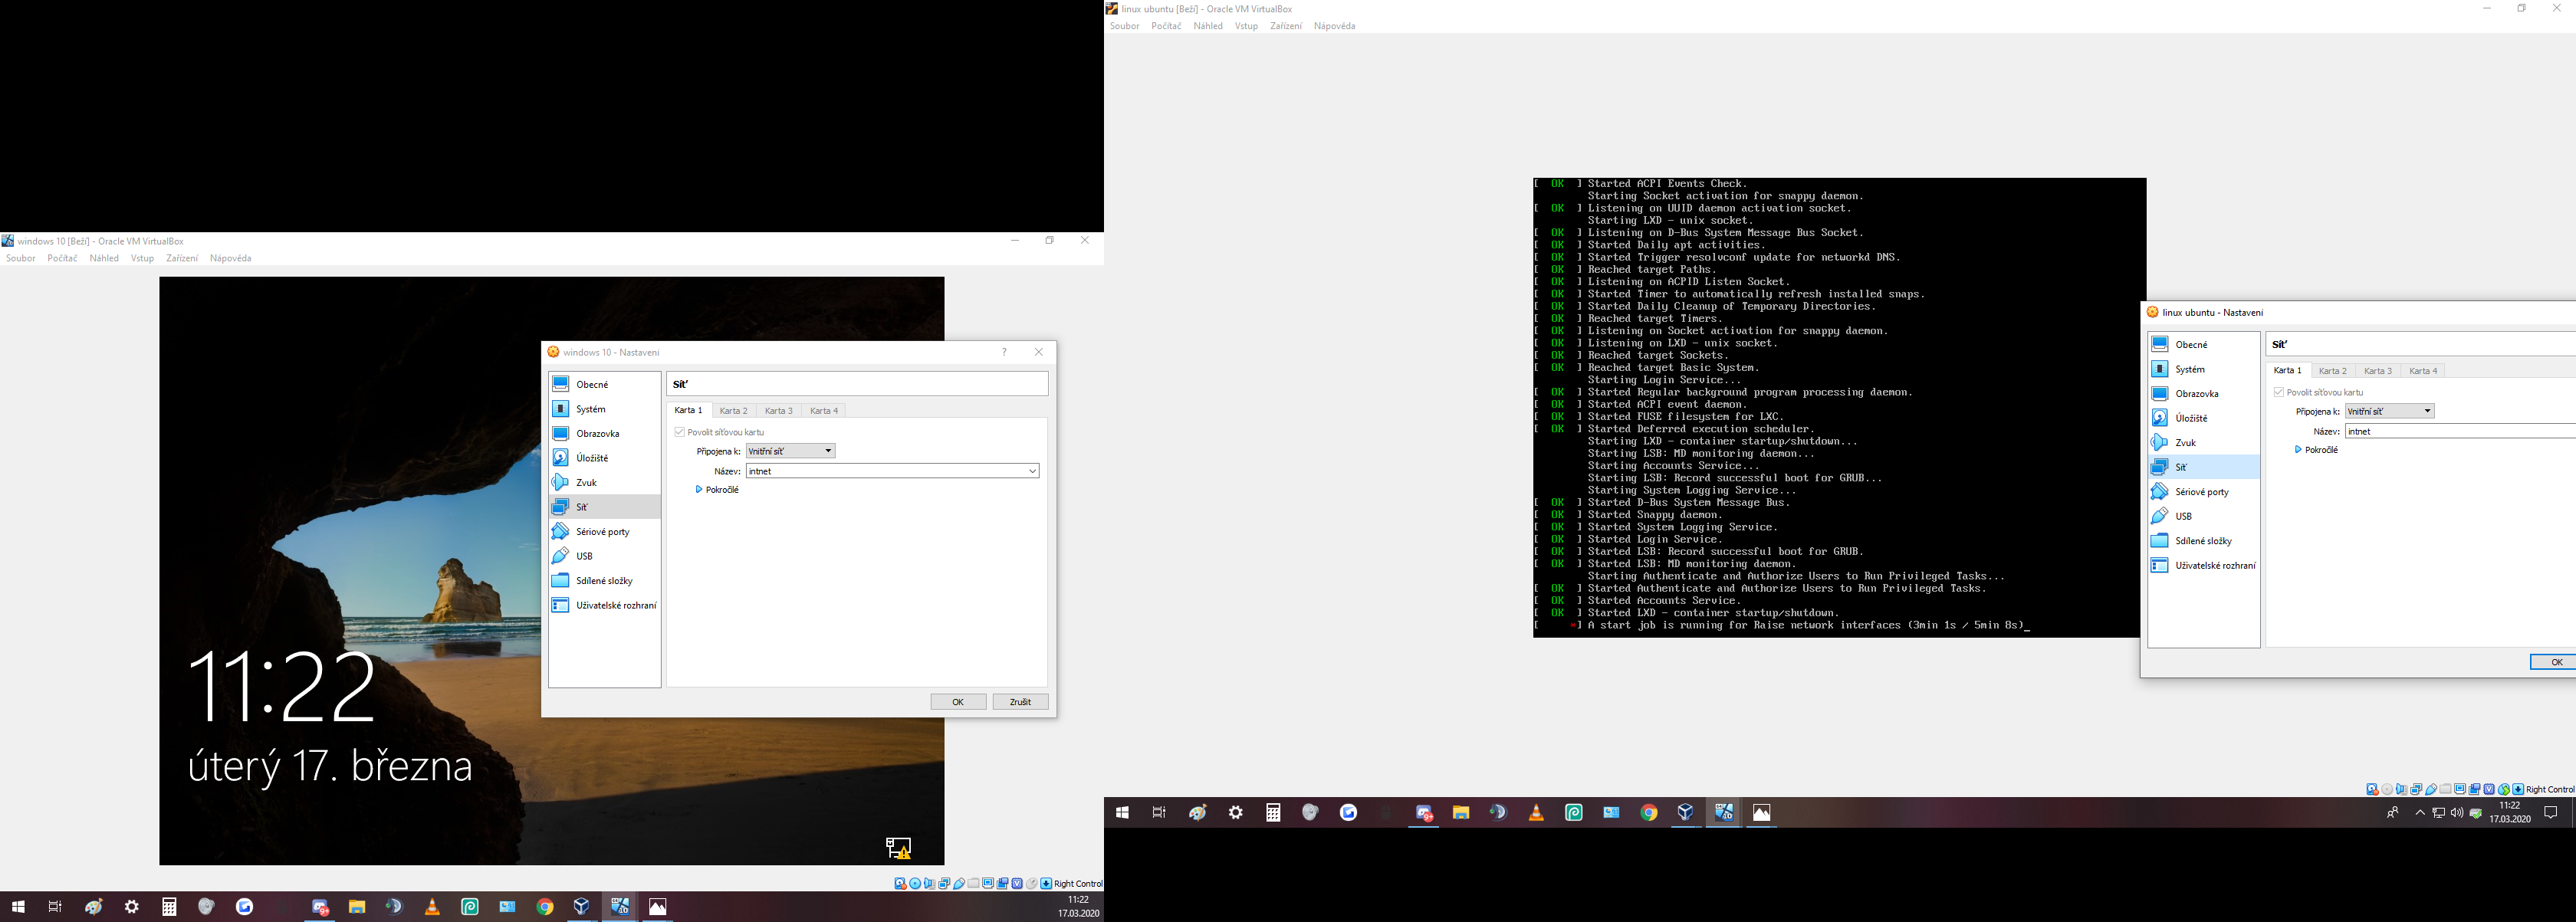 windows 10 [Beží] - Oracle VM VirtualBox
Soubor Počítač Náhled Vstup Zařízení Nápověda
11:22
úterý 17. března
windows 10 - Nastavení
?
Obecné
Systém
Obrazovka
Úložiště
Zvuk
Síť
Sériové porty
USB
Sdílené složky
Uživatelské rozhraní
Síť
Karta 1 Karta 2 Karta 3 Karta 4
Povolit síťovou kartu
Připojena k: Vnitřní síť
Název: intnet
Pokročilé
OK Zrušit
Right Control
11:22
17.03.2020
linux ubuntu [Beží] - Oracle VM VirtualBox
Soubor Počítač Náhled Vstup Zařízení Nápověda
[ OK ] Started ACPI Events Check.
Starting Socket activation for snappy daemon.
[ OK ] Listening on UUID daemon activation socket.
Starting LXD - unix socket.
[ OK ] Listening on D-Bus System Message Bus Socket.
[ OK ] Started Daily apt activities.
[ OK ] Started Trigger resolvconf update for networkd DNS.
[ OK ] Reached target Paths.
[ OK ] Listening on ACPID Listen Socket.
[ OK ] Started Timer to automatically refresh installed snaps.
[ OK ] Started Daily Cleanup of Temporary Directories.
[ OK ] Reached target Timers.
[ OK ] Listening on Socket activation for snappy daemon.
[ OK ] Listening on LXD - unix socket.
[ OK ] Reached target Sockets.
[ OK ] Reached target Basic System.
Starting Login Service...
[ OK ] Started Regular background program processing daemon.
[ OK ] Started ACPI event daemon.
[ OK ] Started FUSE filesystem for LXC.
[ OK ] Started Deferred execution scheduler.
Starting LXD - container startup/shutdown...
Starting LSB: MD monitoring daemon...
Starting Accounts Service...
Starting LSB: Record successful boot for GRUB...
Starting System Logging Service...
[ OK ] Started D-Bus System Message Bus.
[ OK ] Started Snappy daemon.
[ OK ] Started System Logging Service.
[ OK ] Started Login Service.
[ OK ] Started LSB: Record successful boot for GRUB.
[ OK ] Started LSB: MD monitoring daemon.
Starting Authenticate and Authorize Users to Run Privileged Tasks...
[ OK ] Started Authenticate and Authorize Users to Run Privileged Tasks.
[ OK ] Started Accounts Service.
[ OK ] Started LXD - container startup/shutdown.
[ *] A start job is running for Raise network interfaces (3min 1s / 5min 8s)_
linux ubuntu - Nastavení
Obecné
Systém
Obrazovka
Úložiště
Zvuk
Síť
Sériové porty
USB
Sdílené složky
Uživatelské rozhraní
Síť
Karta 1 Karta 2 Karta 3 Karta 4
Povolit síťovou kartu
Připojena k: Vnitřní síť
Název: intnet
Pokročilé
OK
Right Control
11:22
17.03.2020